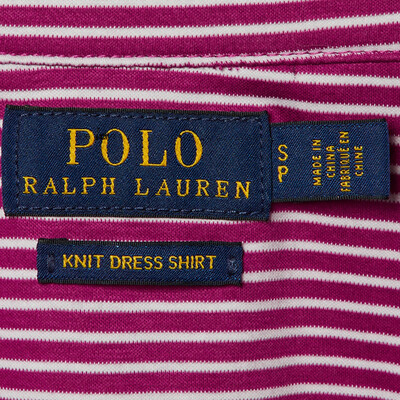 POLO
RALPH LAUREN
S
P
MADE IN
CHINA
FABRIQUÉ EN
CHINE
KNIT DRESS SHIRT